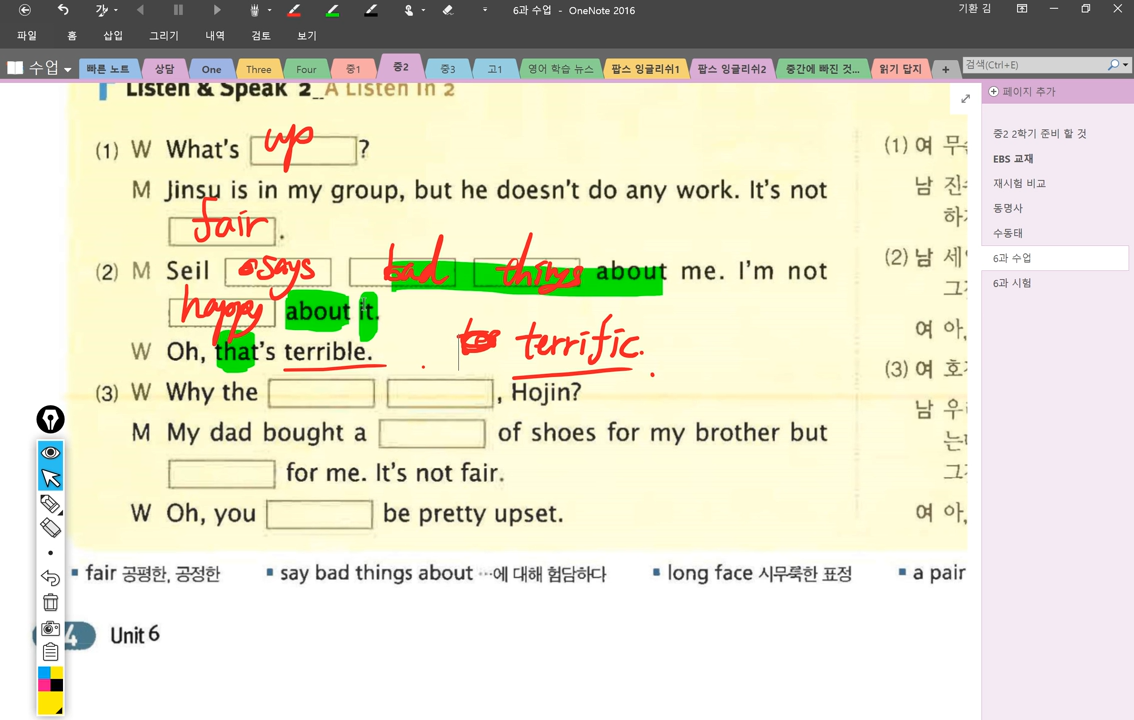 6과 수업 - OneNote 2016
기환 김
파일 홈 삽입 그리기 내역 검토 보기
수업 빠른 노트 상담 One Three Four 중1 중2 중3 고1 영어 학습 뉴스 팝스 잉글리쉬1 팝스 잉글리쉬2 중간에 빠진 것... 읽기 답지 + 검색(Ctrl+E)
Listen & Speak 2_ A Listen In 2
(1) W What's up ?
M Jinsu is in my group, but he doesn't do any work. It's not
fair .
(2) M Seil says bad things about me. I'm not
happy about it.
W Oh, that's terrible. terrific.
(3) W Why the , Hojin?
M My dad bought a of shoes for my brother but
for me. It's not fair.
W Oh, you be pretty upset.
(1) 여
남
하
(2) 남
그
여 아,
(3) 여
남
는
그
여 아,
▪ fair 공평한, 공정한 ▪ say bad things about …에 대해 험담하다 ▪ long face 시무룩한 표정 ▪ a pair
4 Unit 6
페이지 추가
중2 2학기 준비 할 것
EBS 교재
재시험 비교
동명사
수동태
6과 수업
6과 시험